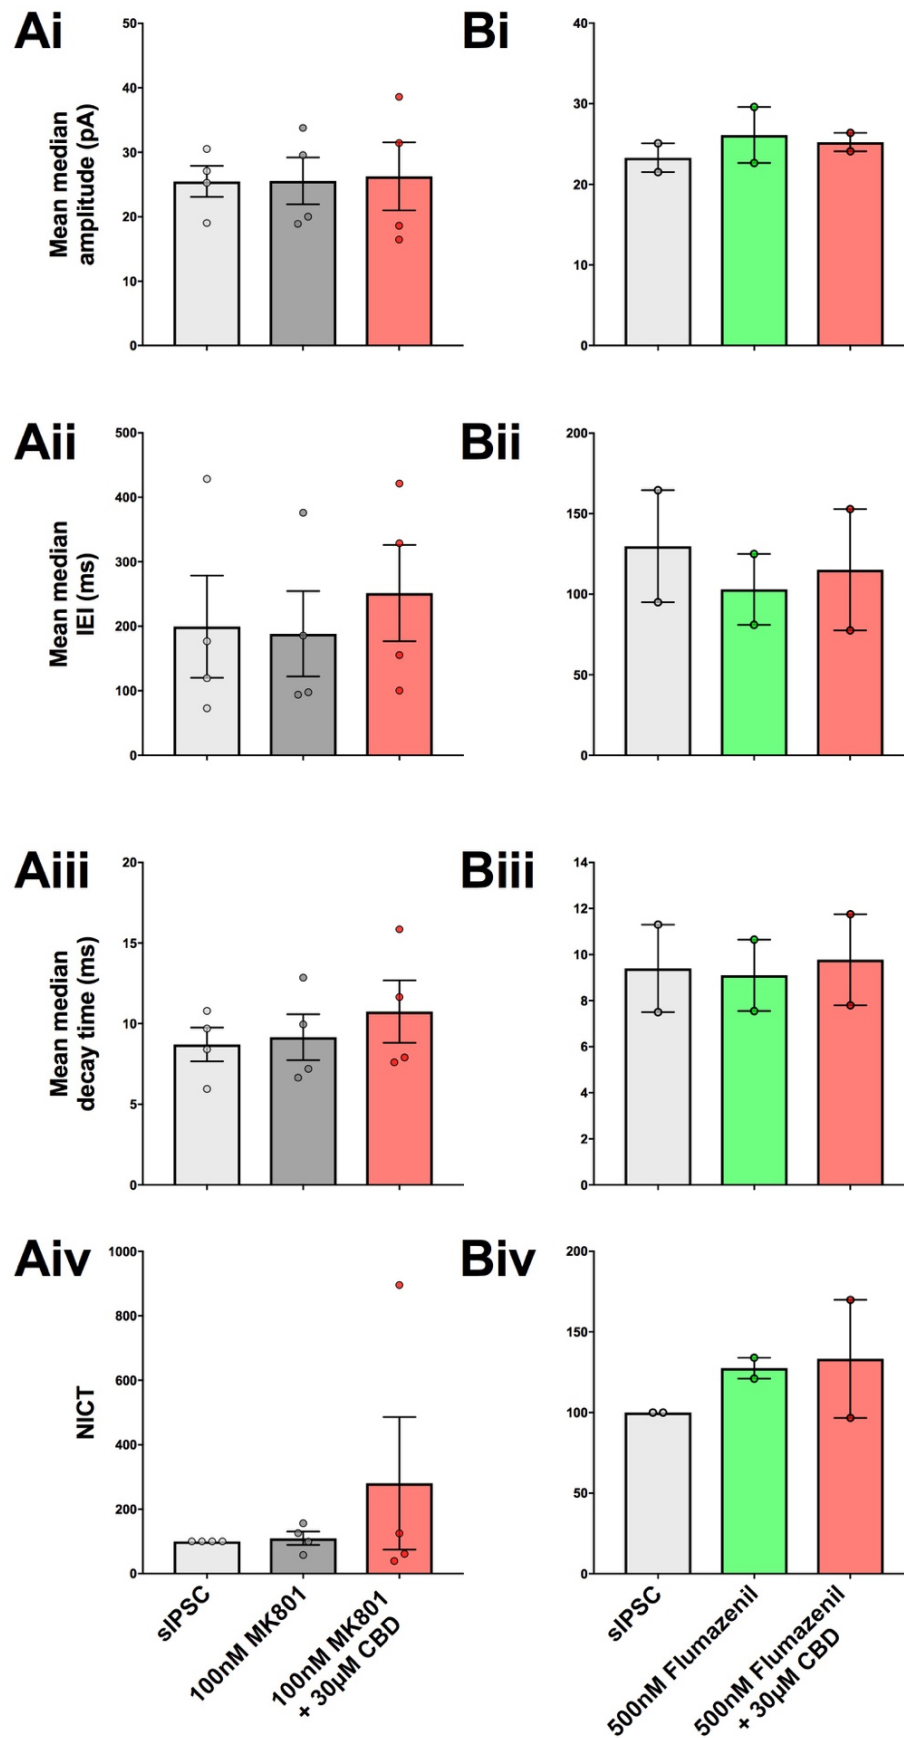 Ai
Mean median
amplitude (pA)
50
40
30
20
10
0
Bi
40
30
20
10
0
Aii
Mean median
IEI (ms)
500
400
300
200
100
0
Bii
200
150
100
50
0
Aiii
Mean median
decay time (ms)
20
15
10
5
0
Biii
14
12
10
8
6
4
2
0
Aiv
NICT
1000
800
600
400
200
0
sIPSC
100nM MK801
100nM MK801
+ 30µM CBD
Biv
200
150
100
50
0
sIPSC
500nM Flumazenil
500nM Flumazenil
+ 30µM CBD